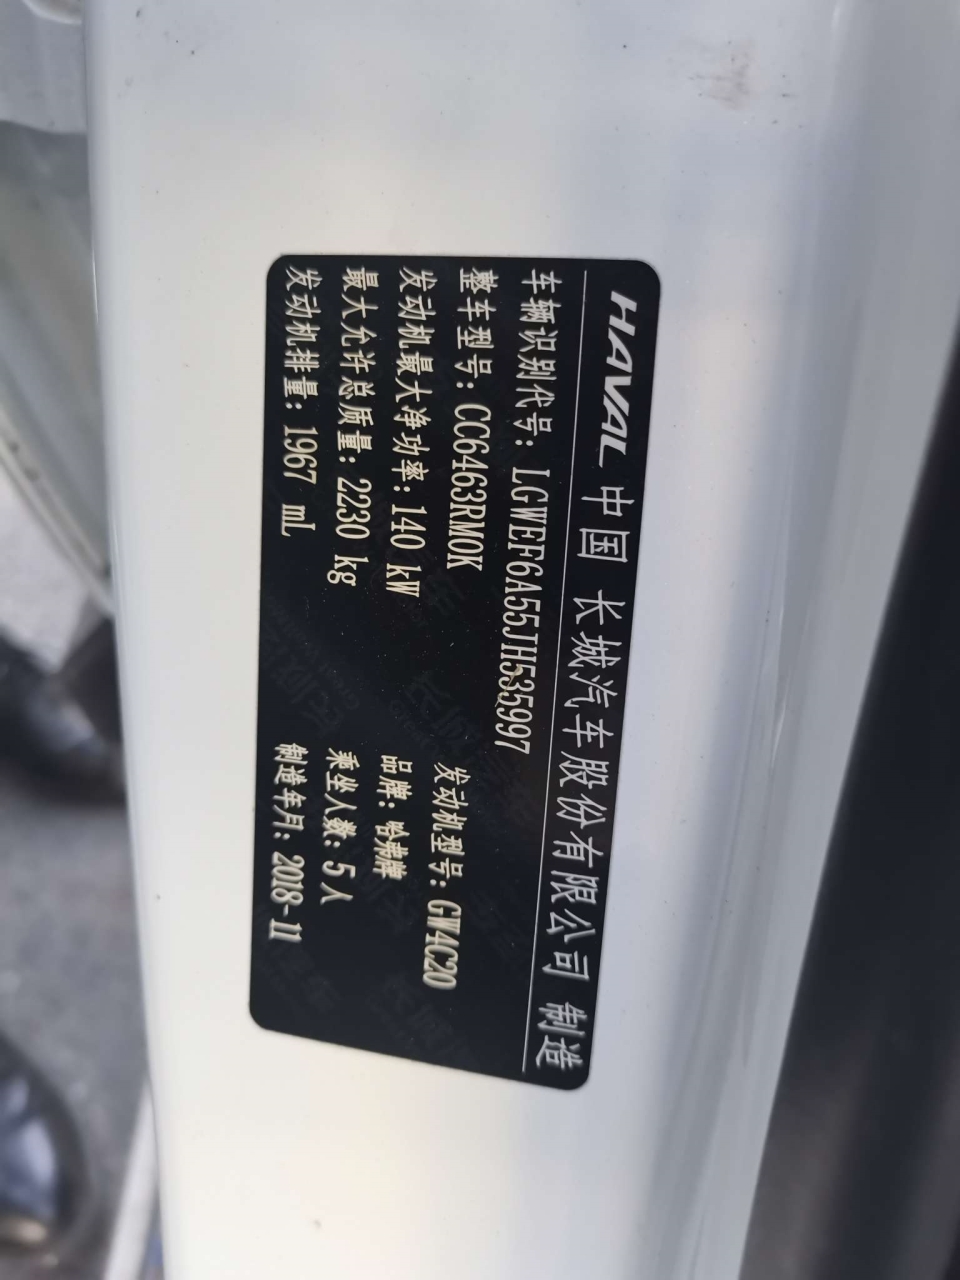 HAVAL 中国 长城汽车股份有限公司 制造
车辆识别代号: LGWEF6A55JH535997
整车型号: CC6463RM0K 发动机型号: GW4C20
发动机最大净功率: 140 kW 品牌: 哈弗牌
最大允许总质量: 2230 kg 乘坐人数: 5 人
发动机排量: 1967 mL 制造年月: 2018-11